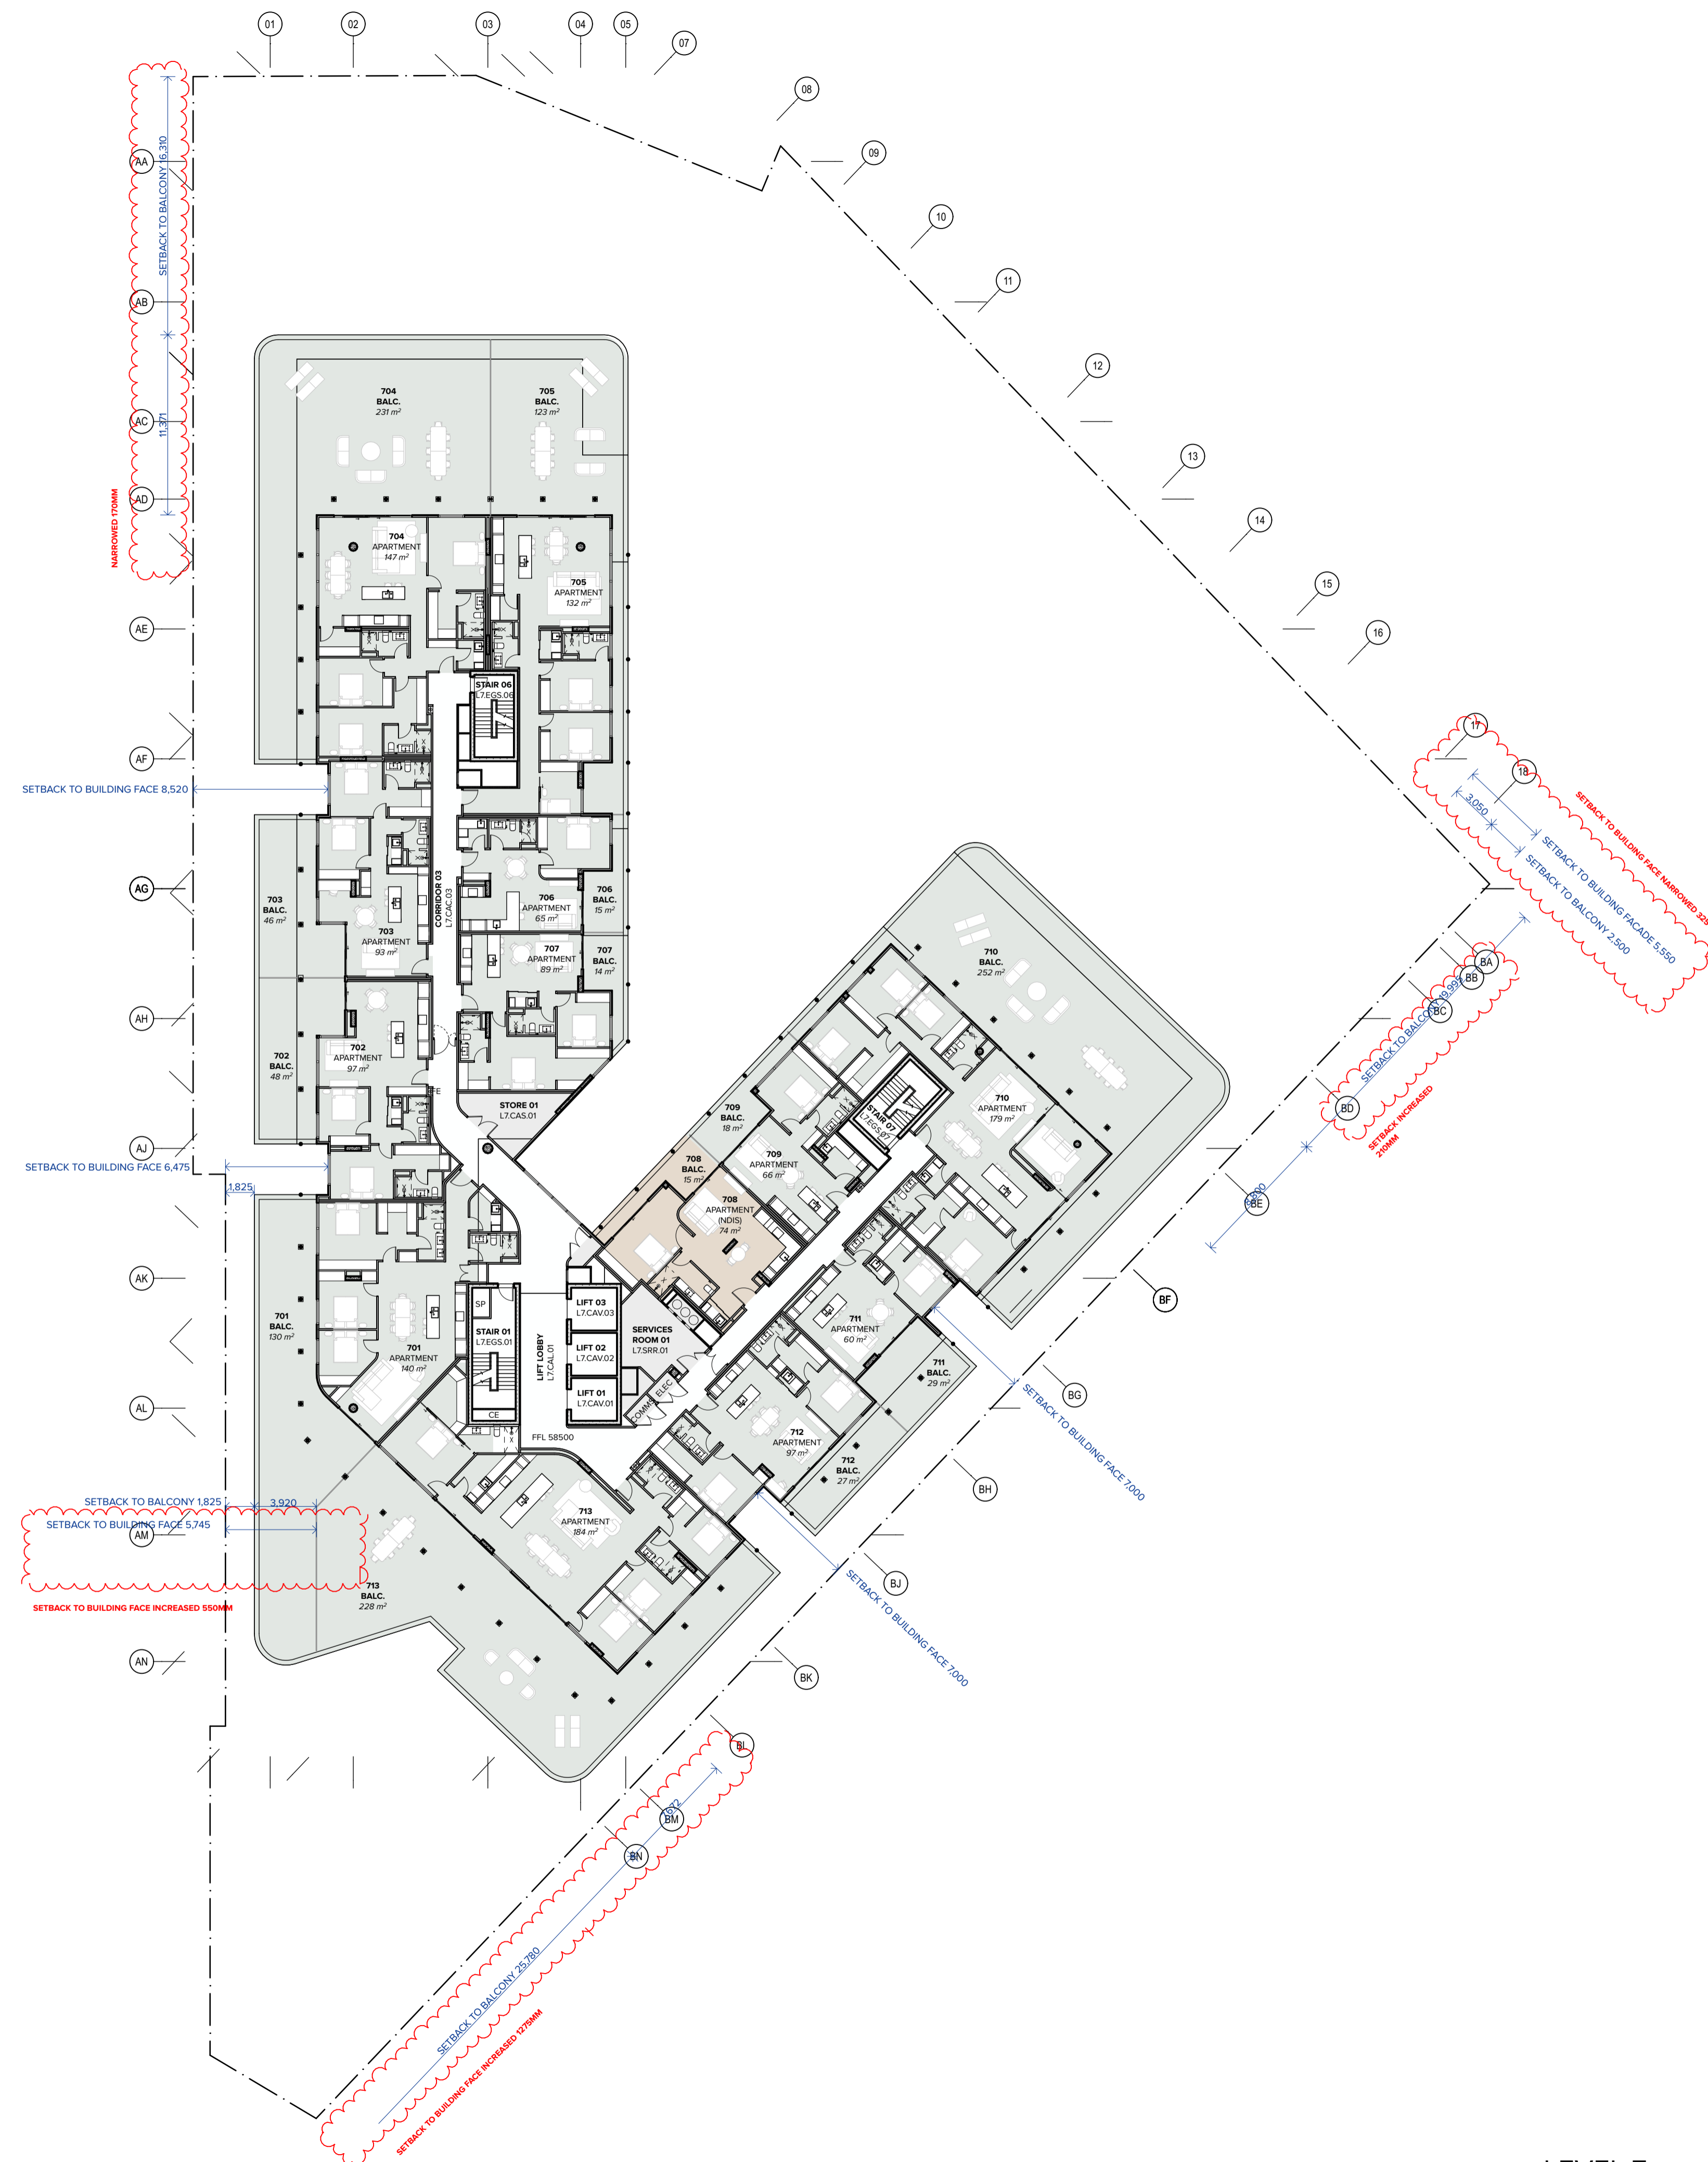 01
02
03
04
05
07
08
09
10
11
12
13
14
15
16
17
18
AA
AB
AC
AD
AE
AF
AG
AH
AJ
AK
AL
AM
AN
SETBACK TO BALCONY 16,310
11,371
NARROWED 170MM
704
BALC.
231 m²
705
BALC.
123 m²
704
APARTMENT
147 m²
705
APARTMENT
132 m²
STAIR 06
L7.EGS.06
SETBACK TO BUILDING FACE 8,520
CORRIDOR 03
L7.CAC.03
703
BALC.
46 m²
703
APARTMENT
93 m²
706
APARTMENT
65 m²
706
BALC.
15 m²
707
APARTMENT
89 m²
707
BALC.
14 m²
702
BALC.
48 m²
702
APARTMENT
97 m²
FE
STORE 01
L7.CAS.01
SETBACK TO BUILDING FACE 6,475
1,825
710
BALC.
252 m²
710
APARTMENT
179 m²
STAIR 07
L7.EGS.07
709
BALC.
18 m²
709
APARTMENT
66 m²
708
BALC.
15 m²
708
APARTMENT
(NDIS)
74 m²
SP
STAIR 01
L7.EGS.01
CE
LIFT LOBBY
L7.CAL.01
LIFT 03
L7.CAV.03
LIFT 02
L7.CAV.02
LIFT 01
L7.CAV.01
SERVICES
ROOM 01
L7.SRR.01
COMMS
ELEC
FFL 58500
701
BALC.
130 m²
701
APARTMENT
140 m²
711
APARTMENT
60 m²
711
BALC.
29 m²
712
APARTMENT
97 m²
712
BALC.
27 m²
713
APARTMENT
184 m²
713
BALC.
228 m²
SETBACK TO BALCONY 1,825
3,920
SETBACK TO BUILDING FACE 5,745
SETBACK TO BUILDING FACE INCREASED 550MM
3,050
SETBACK TO BUILDING FACADE 5,550
SETBACK TO BALCONY 2,500
SETBACK TO BUILDING FACE NARROWED 325
BA
BB
BC
BD
BE
BF
BG
BH
BJ
BK
BL
BM
BN
SETBACK TO BALCONY 19,995
SETBACK INCREASED
210MM
SETBACK TO BUILDING FACE 7,000
SETBACK TO BUILDING FACE 7,000
SETBACK TO BALCONY 25,780
SETBACK TO BUILDING FACE INCREASED 1275MM